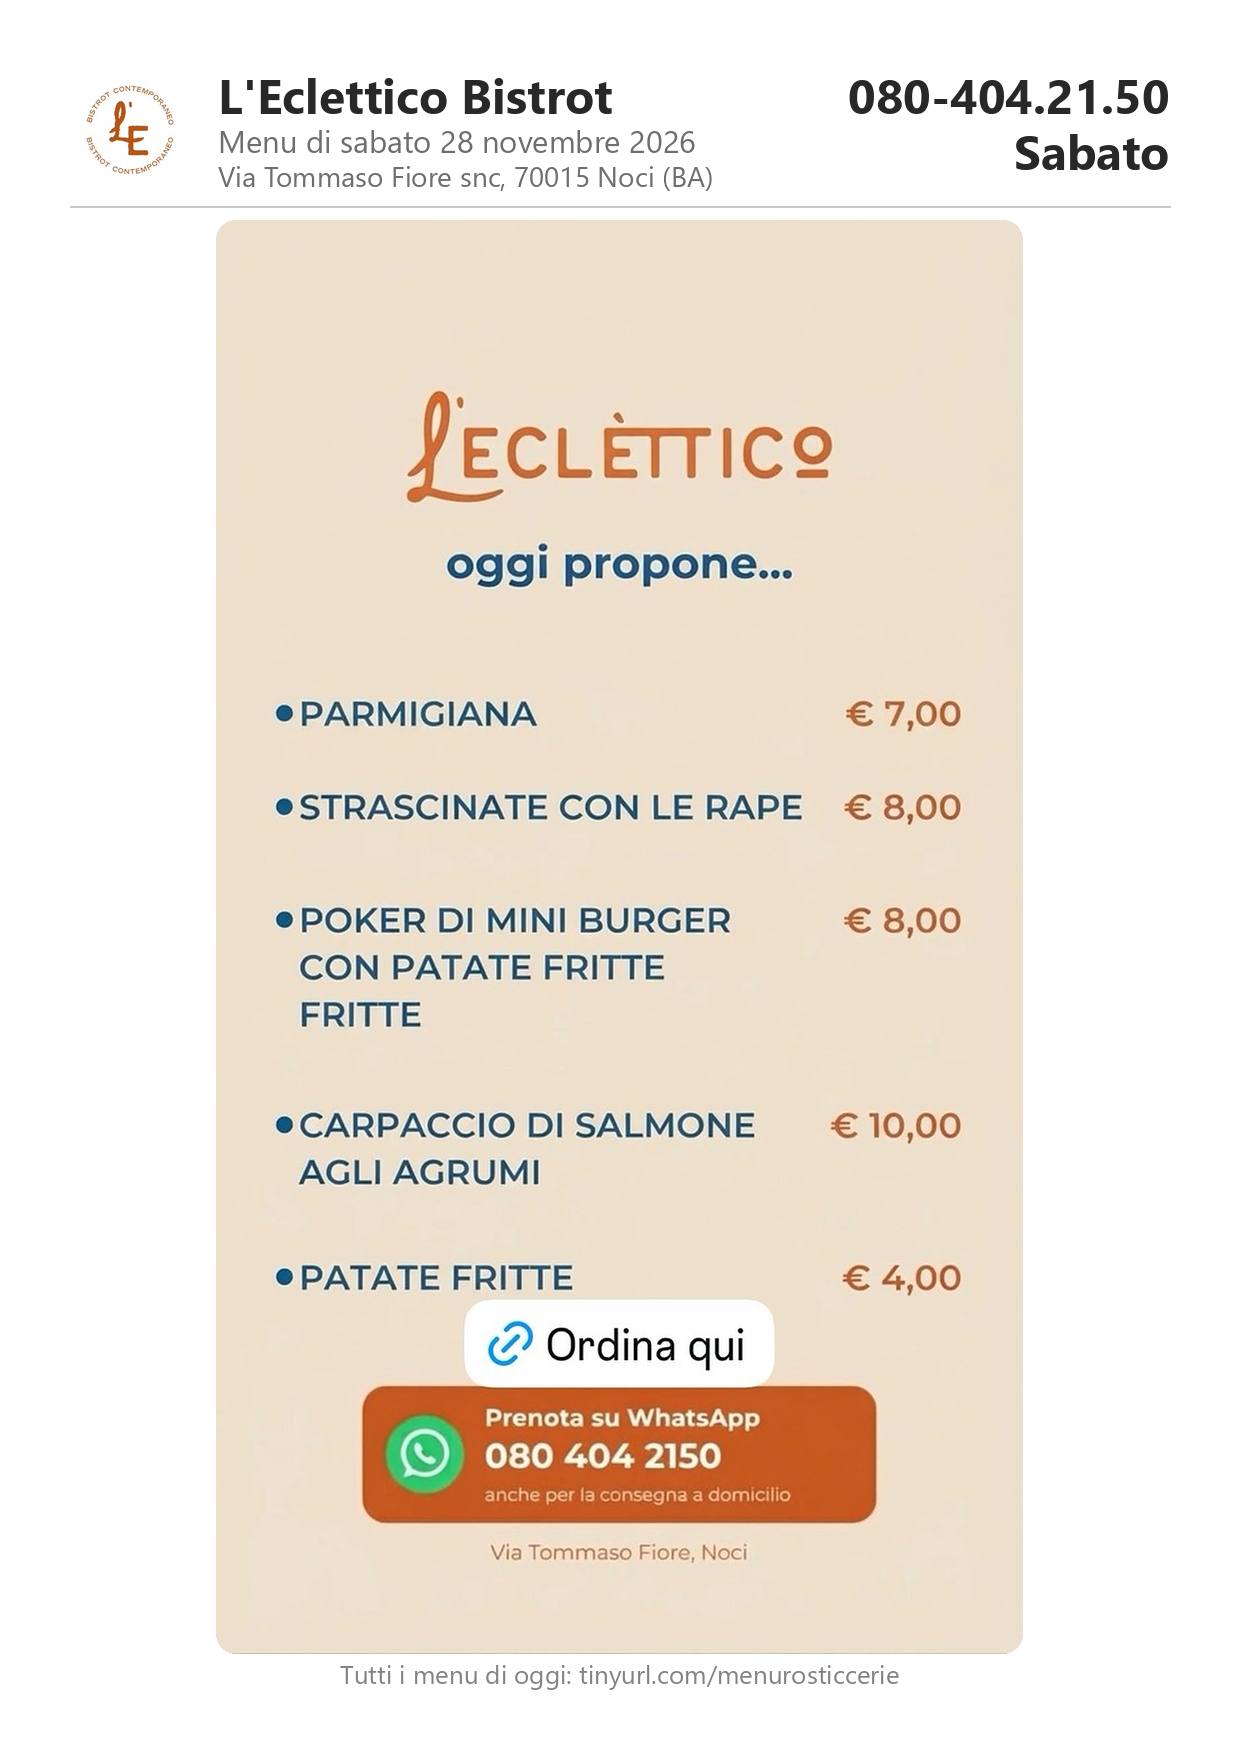 BISTROT CONTEMPORANEO
L'E
BISTROT CONTEMPORANEO
L'Eclettico Bistrot
Menu di sabato 28 novembre 2026
Via Tommaso Fiore snc, 70015 Noci (BA)
080-404.21.50
Sabato
l'ECLÈTTICO
oggi propone...
•PARMIGIANA € 7,00
•STRASCINATE CON LE RAPE € 8,00
•POKER DI MINI BURGER € 8,00
CON PATATE FRITTE
FRITTE
•CARPACCIO DI SALMONE € 10,00
AGLI AGRUMI
•PATATE FRITTE € 4,00
Ordina qui
Prenota su WhatsApp
080 404 2150
anche per la consegna a domicilio
Via Tommaso Fiore, Noci
Tutti i menu di oggi: tinyurl.com/menurosticcerie